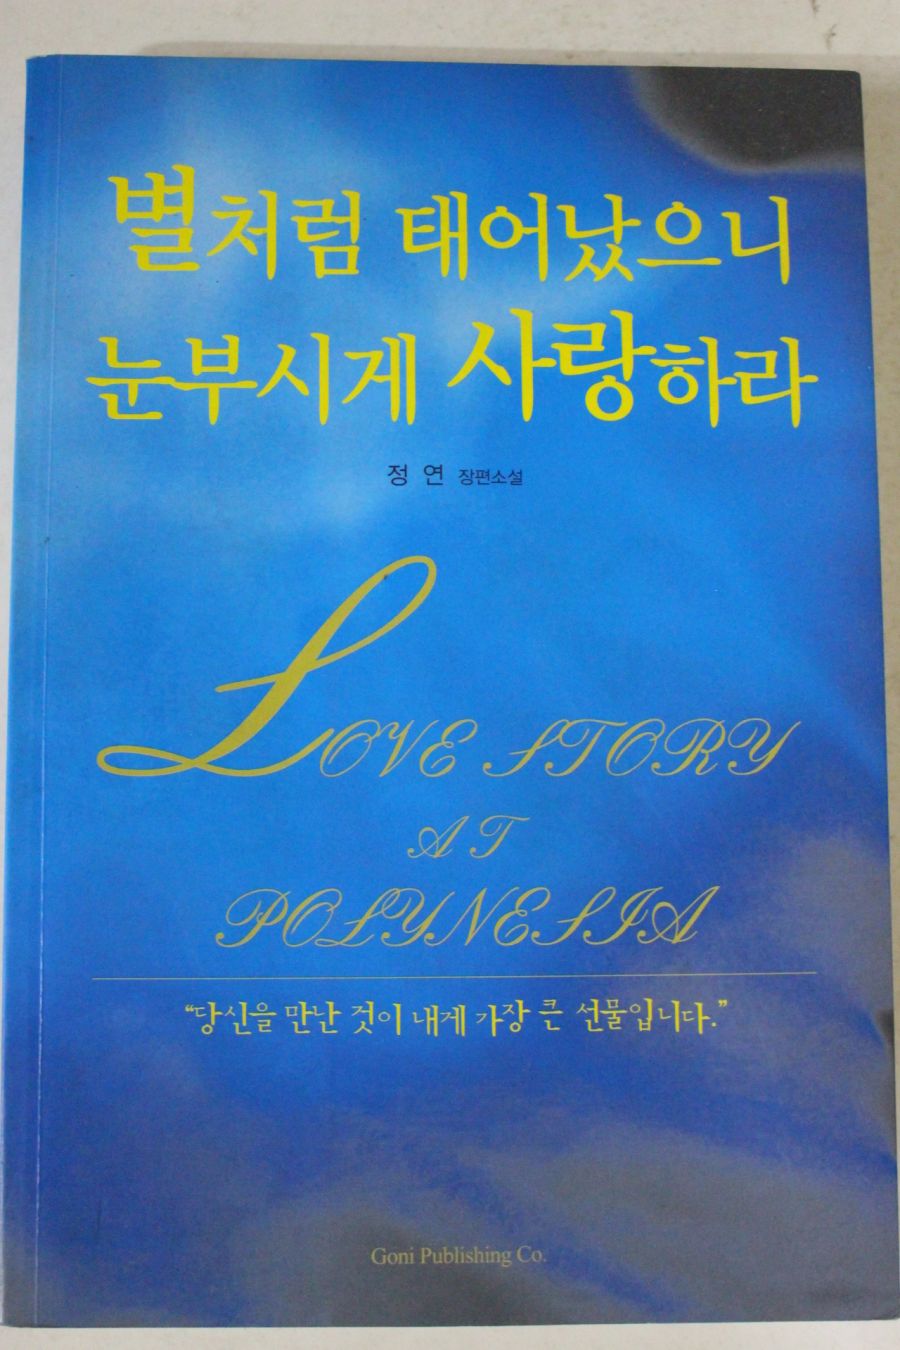 별처럼 태어났으니
눈부시게 사랑하라
정 연 장편소설
LOVE STORY
AT
POLYNESIA
“당신을 만난 것이 내게 가장 큰 선물입니다.”
Goni Publishing Co.